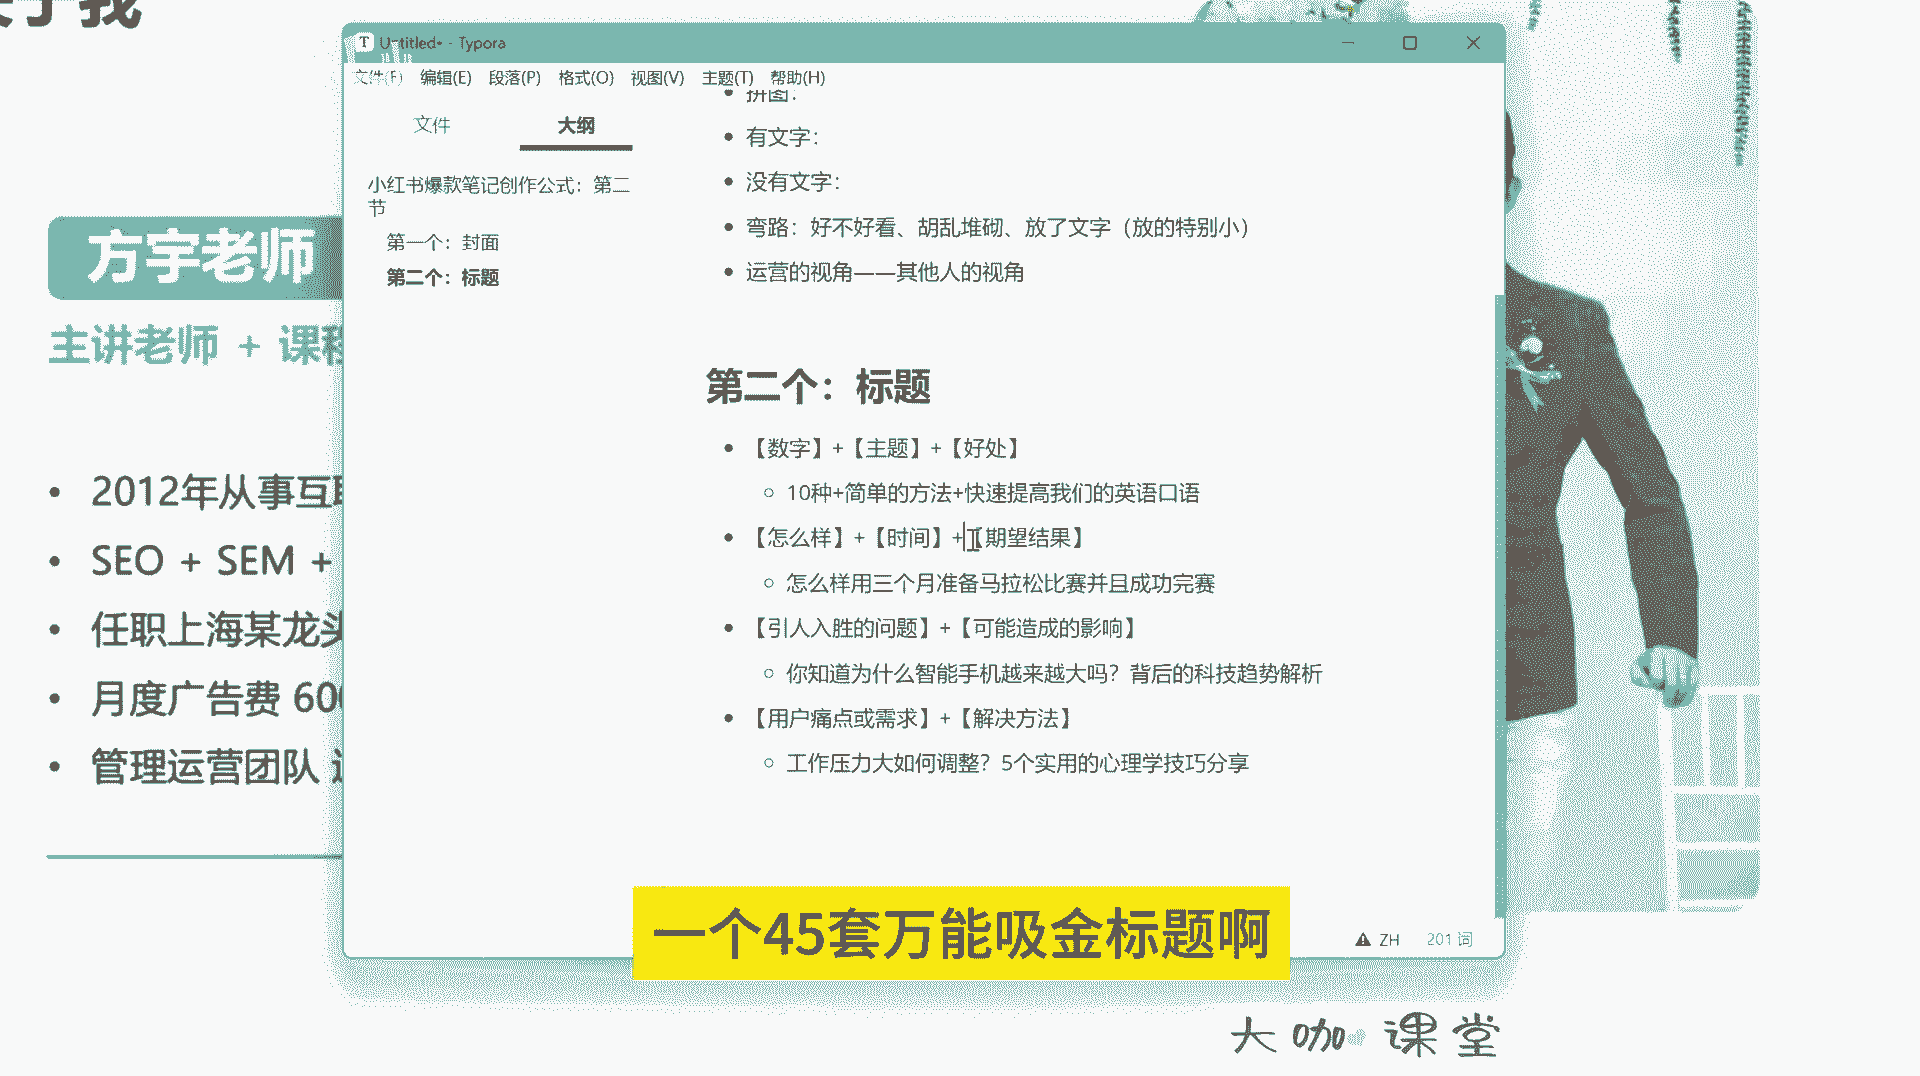 关于我
Untitled• - Typora
文件(F) 编辑(E) 段落(P) 格式(O) 视图(V) 主题(T) 帮助(H)
文件 大纲
小红书爆款笔记创作公式：第二
节
第一个：封面
第二个：标题
拼图：
有文字：
没有文字：
弯路：好不好看、胡乱堆砌、放了文字（放的特别小）
运营的视角——其他人的视角
第二个：标题
【数字】+【主题】+【好处】
10种+简单的方法+快速提高我们的英语口语
【怎么样】+【时间】+【期望结果】
怎么样用三个月准备马拉松比赛并且成功完赛
【引人入胜的问题】+【可能造成的影响】
你知道为什么智能手机越来越大吗？背后的科技趋势解析
【用户痛点或需求】+【解决方法】
工作压力大如何调整？5个实用的心理学技巧分享
ZH 201 词
方宇老师
主讲老师 + 课程
2012年从事互联
SEO + SEM +
任职上海某龙头
月度广告费 600
管理运营团队
一个45套万能吸金标题啊
大咖课堂